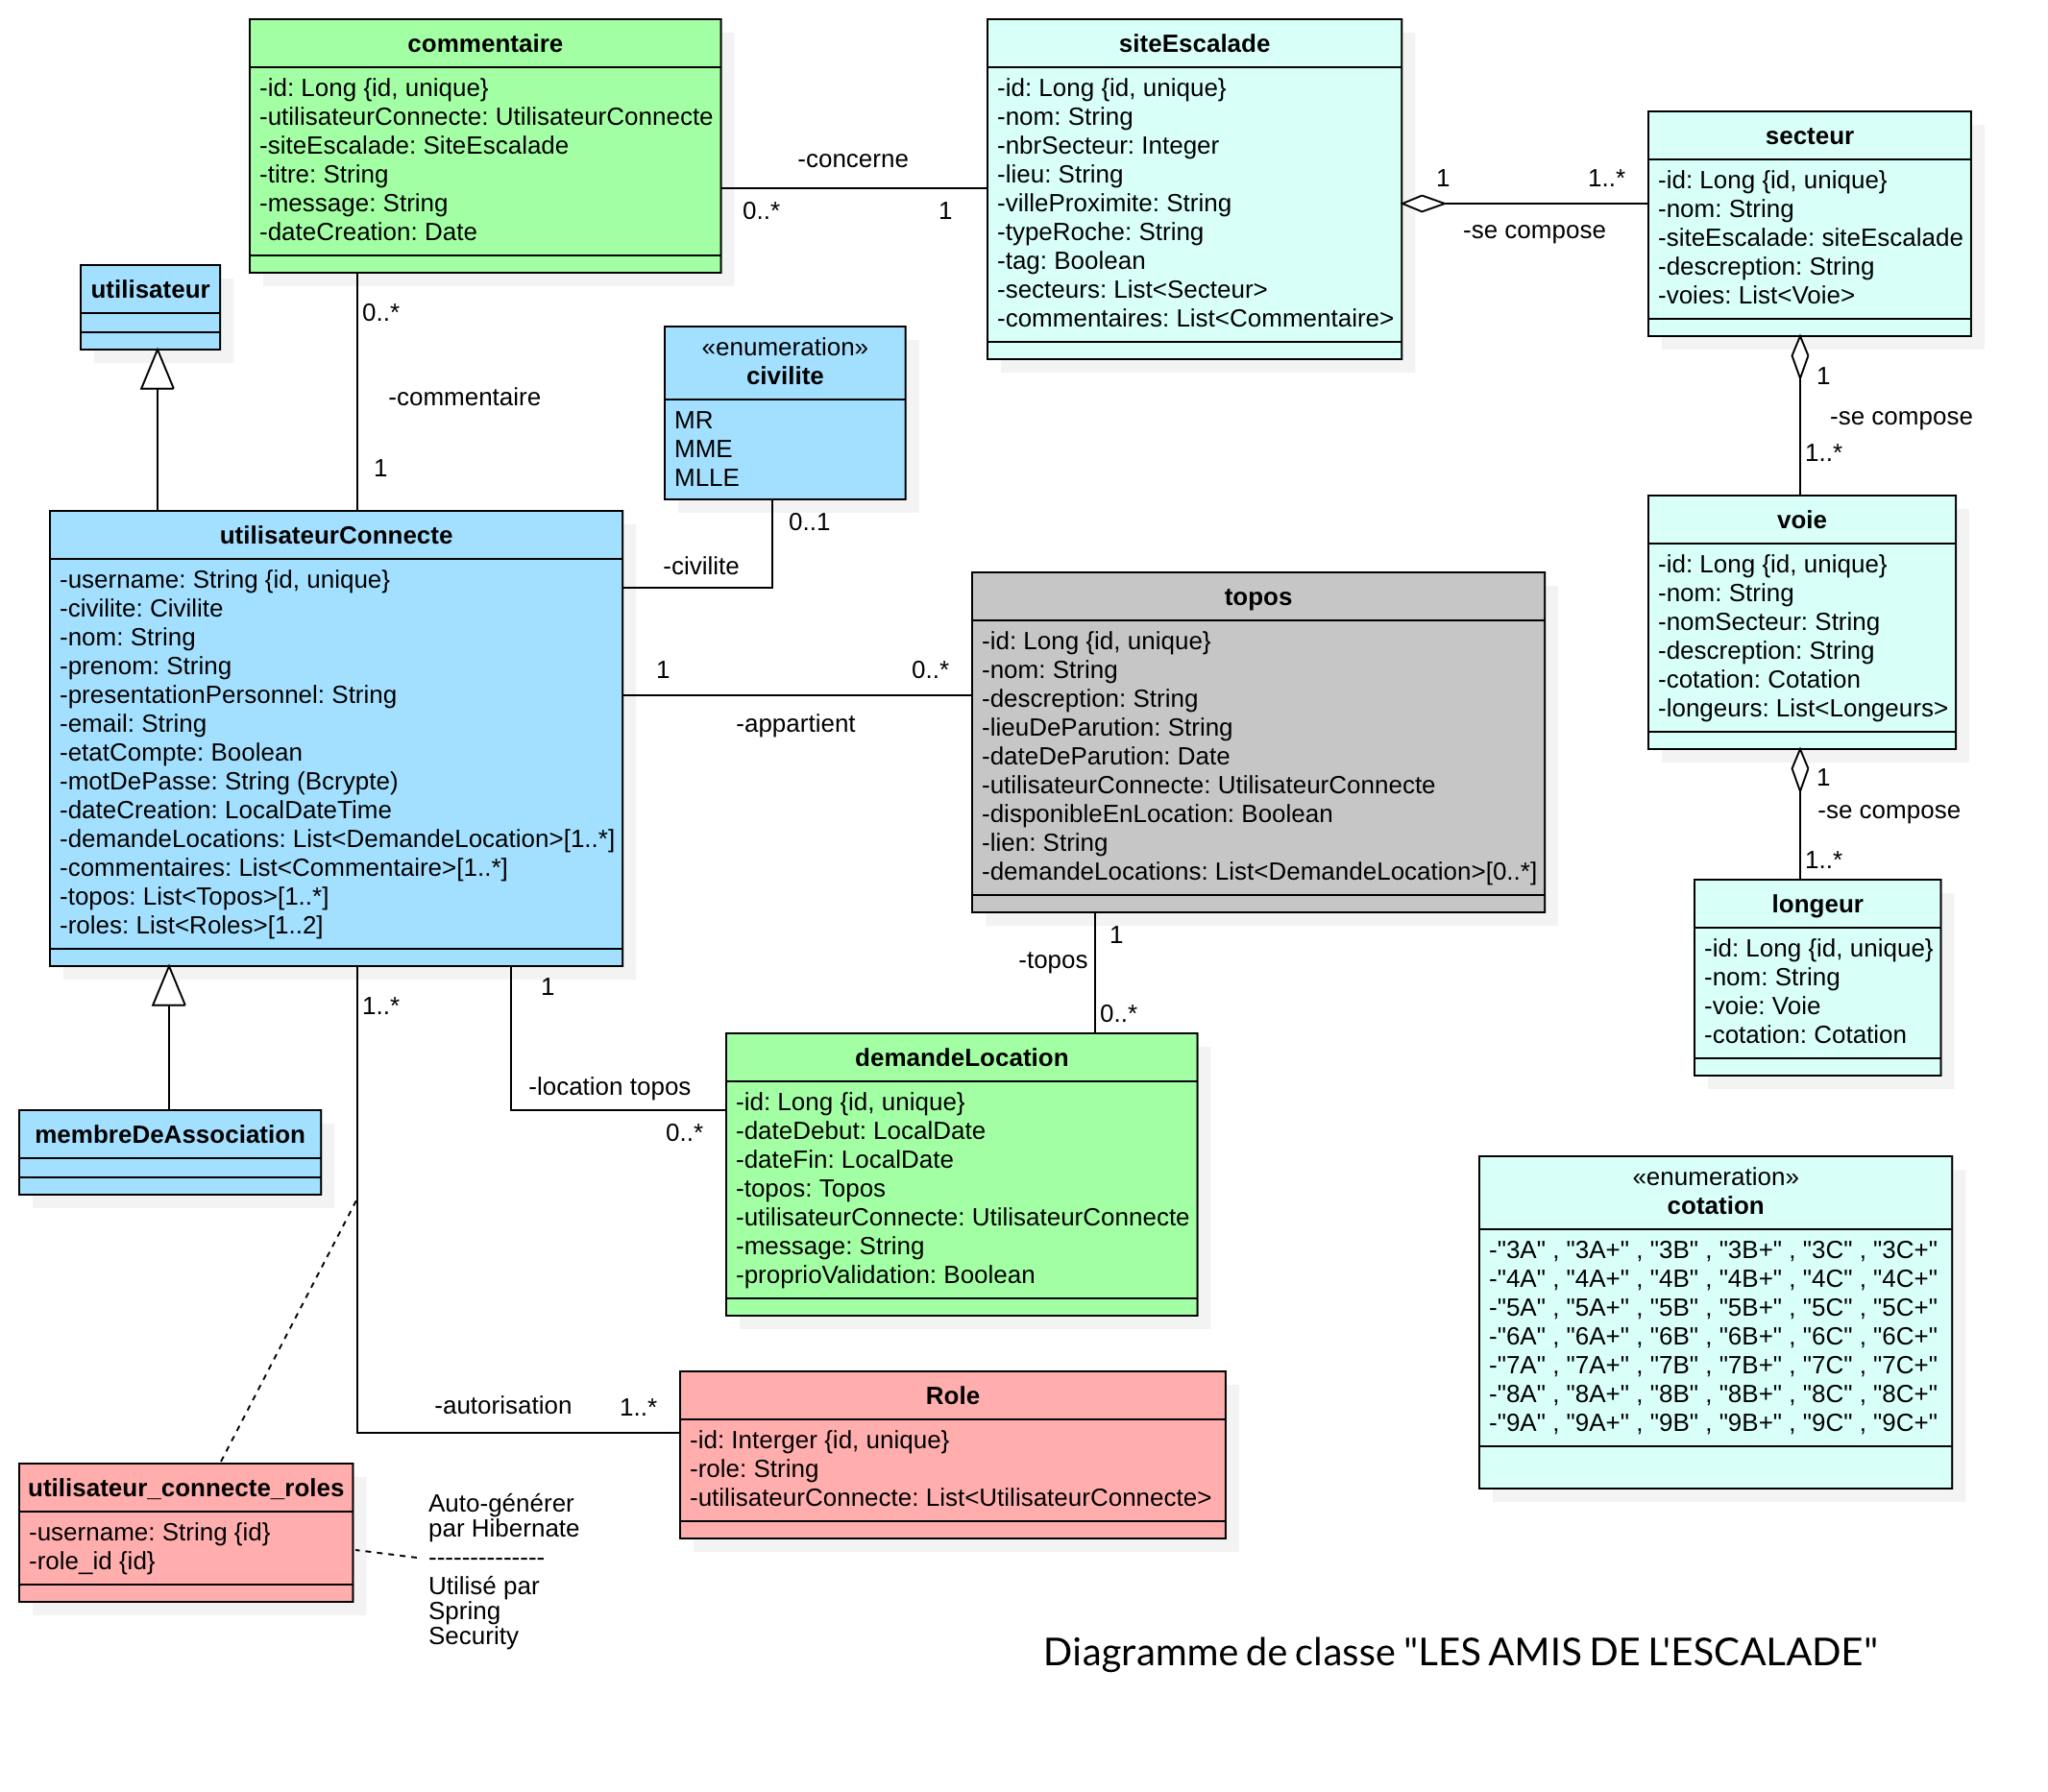 commentaire
-id: Long {id, unique}
-utilisateurConnecte: UtilisateurConnecte
-siteEscalade: SiteEscalade
-titre: String
-message: String
-dateCreation: Date
-concerne
0..*
1
siteEscalade
-id: Long {id, unique}
-nom: String
-nbrSecteur: Integer
-lieu: String
-villeProximite: String
-typeRoche: String
-tag: Boolean
-secteurs: List<Secteur>
-commentaires: List<Commentaire>
1
1..*
-se compose
secteur
-id: Long {id, unique}
-nom: String
-siteEscalade: siteEscalade
-descreption: String
-voies: List<Voie>
1
-se compose
1..*
utilisateur
0..*
-commentaire
1
«enumeration»
civilite
MR
MME
MLLE
0..1
-civilite
utilisateurConnecte
-username: String {id, unique}
-civilite: Civilite
-nom: String
-prenom: String
-presentationPersonnel: String
-email: String
-etatCompte: Boolean
-motDePasse: String (Bcrypte)
-dateCreation: LocalDateTime
-demandeLocations: List<DemandeLocation>[1..*]
-commentaires: List<Commentaire>[1..*]
-topos: List<Topos>[1..*]
-roles: List<Roles>[1..2]
1
0..*
-appartient
topos
-id: Long {id, unique}
-nom: String
-descreption: String
-lieuDeParution: String
-dateDeParution: Date
-utilisateurConnecte: UtilisateurConnecte
-disponibleEnLocation: Boolean
-lien: String
-demandeLocations: List<DemandeLocation>[0..*]
voie
-id: Long {id, unique}
-nom: String
-nomSecteur: String
-descreption: String
-cotation: Cotation
-longeurs: List<Longeurs>
1
-se compose
1..*
longeur
-id: Long {id, unique}
-nom: String
-voie: Voie
-cotation: Cotation
1
-topos
0..*
1..*
1
-location topos
0..*
membreDeAssociation
demandeLocation
-id: Long {id, unique}
-dateDebut: LocalDate
-dateFin: LocalDate
-topos: Topos
-utilisateurConnecte: UtilisateurConnecte
-message: String
-proprioValidation: Boolean
«enumeration»
cotation
-"3A" , "3A+" , "3B" , "3B+" , "3C" , "3C+"
-"4A" , "4A+" , "4B" , "4B+" , "4C" , "4C+"
-"5A" , "5A+" , "5B" , "5B+" , "5C" , "5C+"
-"6A" , "6A+" , "6B" , "6B+" , "6C" , "6C+"
-"7A" , "7A+" , "7B" , "7B+" , "7C" , "7C+"
-"8A" , "8A+" , "8B" , "8B+" , "8C" , "8C+"
-"9A" , "9A+" , "9B" , "9B+" , "9C" , "9C+"
-autorisation
1..*
Role
-id: Interger {id, unique}
-role: String
-utilisateurConnecte: List<UtilisateurConnecte>
utilisateur_connecte_roles
-username: String {id}
-role_id {id}
Auto-générer
par Hibernate
--------------
Utilisé par
Spring
Security
Diagramme de classe "LES AMIS DE L'ESCALADE"